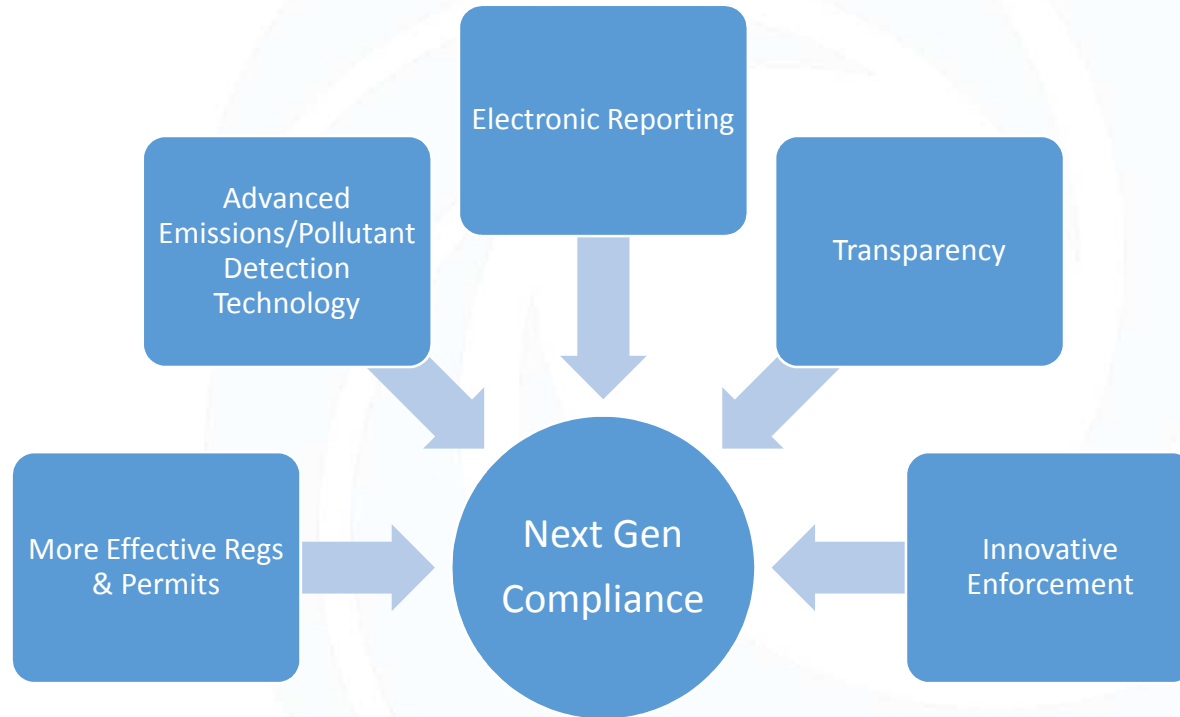 Electronic Reporting
Advanced
Emissions/Pollutant
Detection
Technology
Transparency
More Effective Regs
& Permits
Next Gen
Compliance
Innovative
Enforcement